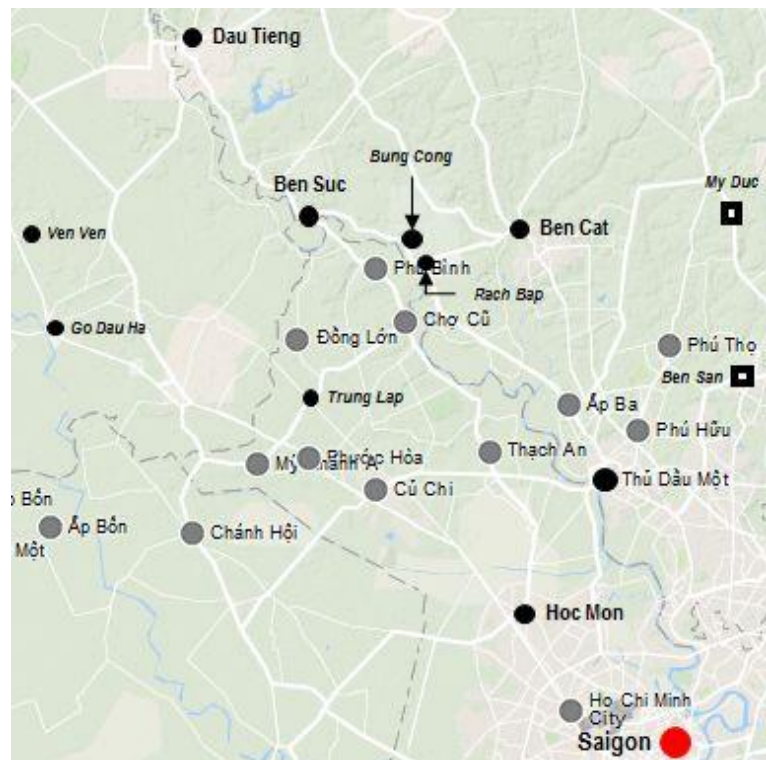 Dau Tieng
Bung Cong
Ben Suc
My Duc
Ven Ven
Ben Cat
Phú Bình
Rach Bap
Go Dau Ha
Chợ Cũ
Đồng Lớn
Phú Thọ
Ben San
Trung Lap
Ấp Ba
Phú Hữu
Thạch An
Phước Hòa
Củ Chi
Thủ Dầu Một
Bốn
Ấp Bốn
Một
Chánh Hội
Hoc Mon
Ho Chi Minh
City
Saigon